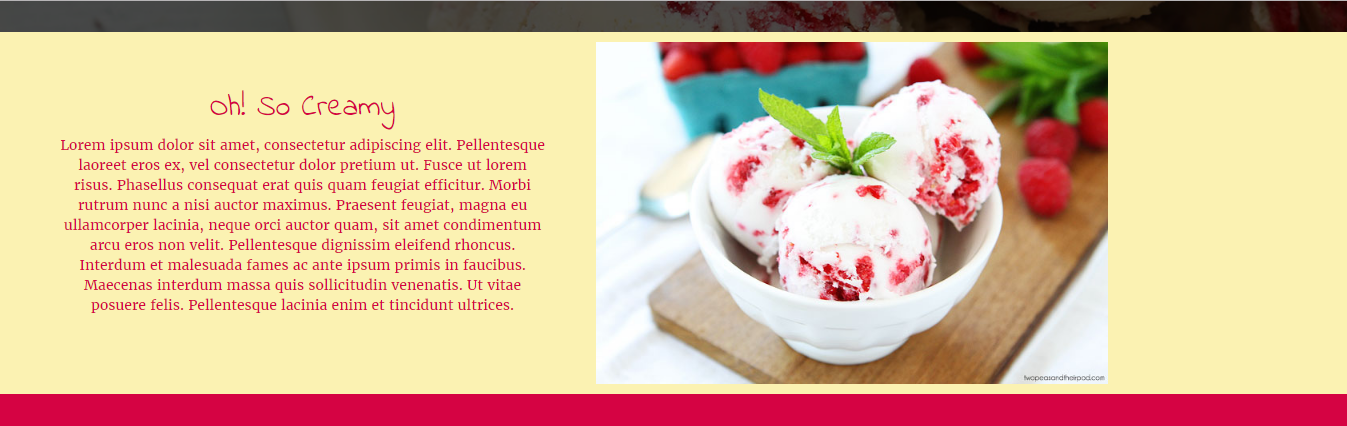 Oh! So Creamy
Lorem ipsum dolor sit amet, consectetur adipiscing elit. Pellentesque
laoreet eros ex, vel consectetur dolor pretium ut. Fusce ut lorem
risus. Phasellus consequat erat quis quam feugiat efficitur. Morbi
rutrum nunc a nisi auctor maximus. Praesent feugiat, magna eu
ullamcorper lacinia, neque orci auctor quam, sit amet condimentum
arcu eros non velit. Pellentesque dignissim eleifend rhoncus.
Interdum et malesuada fames ac ante ipsum primis in faucibus.
Maecenas interdum massa quis sollicitudin venenatis. Ut vitae
posuere felis. Pellentesque lacinia enim et tincidunt ultrices.
twopeasandtheirpod.com